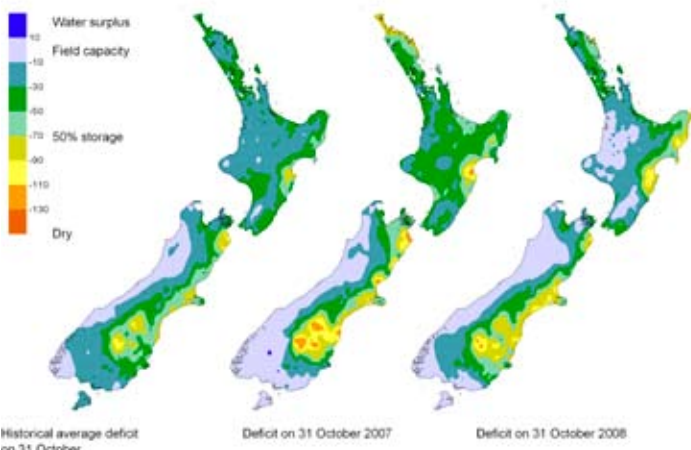 Water surplus
10
Field capacity
-10
-30
-50
50% storage
-70
-90
-110
-130
Dry
Historical average deficit
on 31 October
Deficit on 31 October 2007
Deficit on 31 October 2008